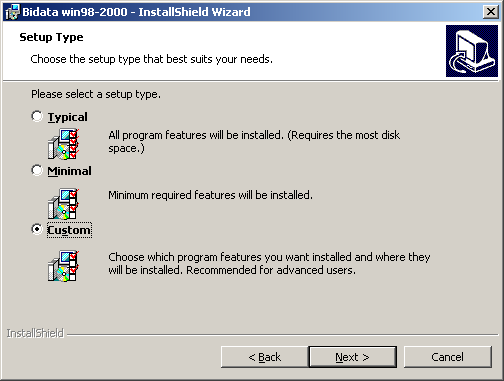 Bidata win98-2000 - InstallShield Wizard
Setup Type
Choose the setup type that best suits your needs.
Please select a setup type.
Typical
All program features will be installed. (Requires the most disk
space.)
Minimal
Minimum required features will be installed.
Custom
Choose which program features you want installed and where they
will be installed. Recommended for advanced users.
InstallShield
< Back
Next >
Cancel